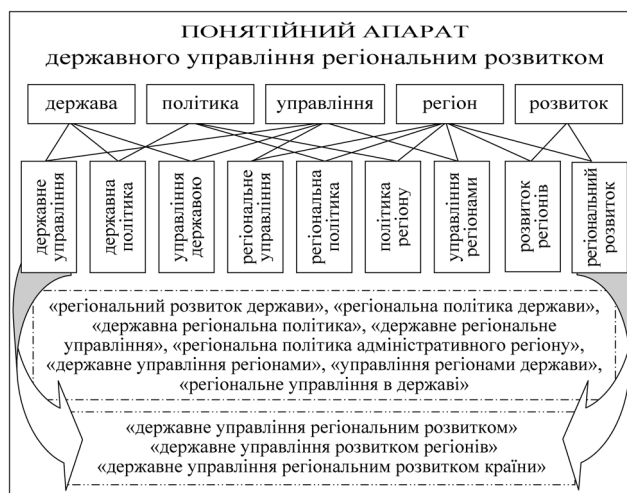 ПОНЯТІЙНИЙ АПАРАТ
державного управління регіональним розвитком
держава
політика
управління
регіон
розвиток
державне
управління
державна
політика
управління
державою
регіональне
управління
регіональна
політика
політика
регіону
управління
регіонами
розвиток
регіонів
регіональний
розвиток
«регіональний розвиток держави», «регіональна політика держави»,
«державна регіональна політика», «державне регіональне
управління», «регіональна політика адміністративного регіону»,
«державне управління регіонами», «управління регіонами держави»,
«регіональне управління в державі»
«державне управління регіональним розвитком»
«державне управління розвитком регіонів»
«державне управління регіональним розвитком країни»